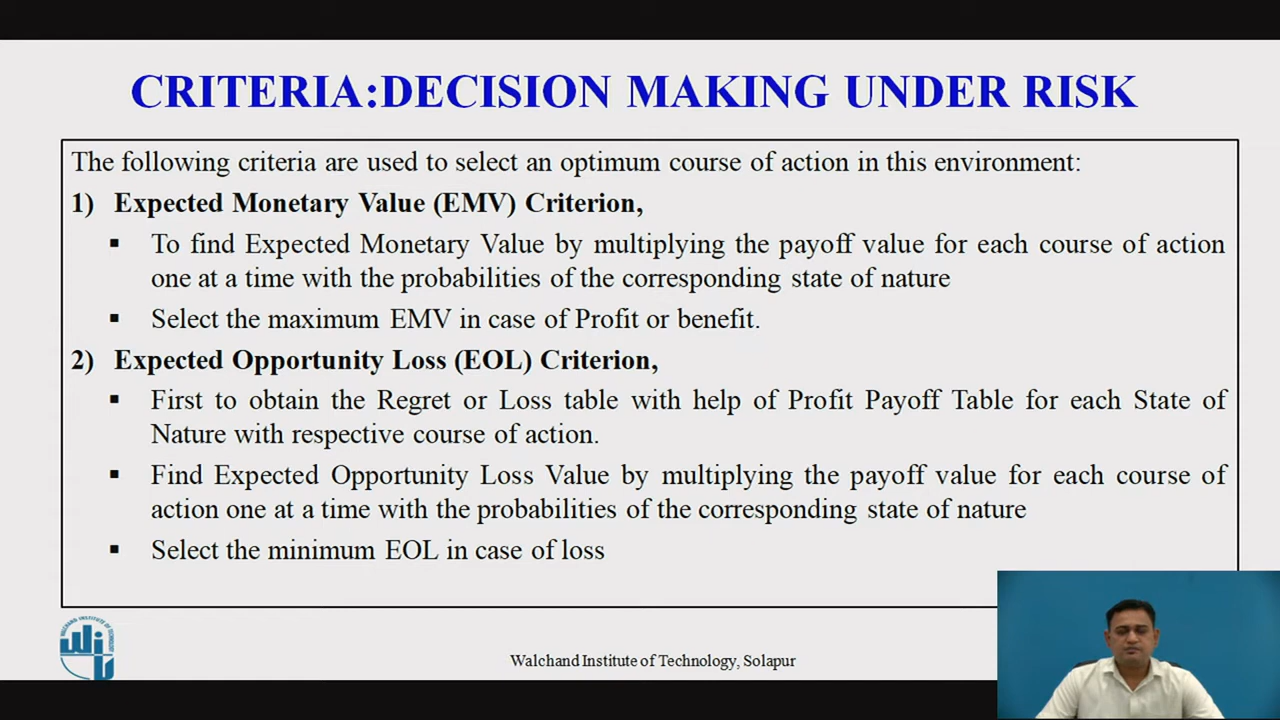 CRITERIA:DECISION MAKING UNDER RISK
The following criteria are used to select an optimum course of action in this environment:
1) Expected Monetary Value (EMV) Criterion,
▪ To find Expected Monetary Value by multiplying the payoff value for each course of action
one at a time with the probabilities of the corresponding state of nature
▪ Select the maximum EMV in case of Profit or benefit.
2) Expected Opportunity Loss (EOL) Criterion,
▪ First to obtain the Regret or Loss table with help of Profit Payoff Table for each State of
Nature with respective course of action.
▪ Find Expected Opportunity Loss Value by multiplying the payoff value for each course of
action one at a time with the probabilities of the corresponding state of nature
▪ Select the minimum EOL in case of loss
WALCHAND INSTITUTE OF TECHNOLOGY
Walchand Institute of Technology, Solapur